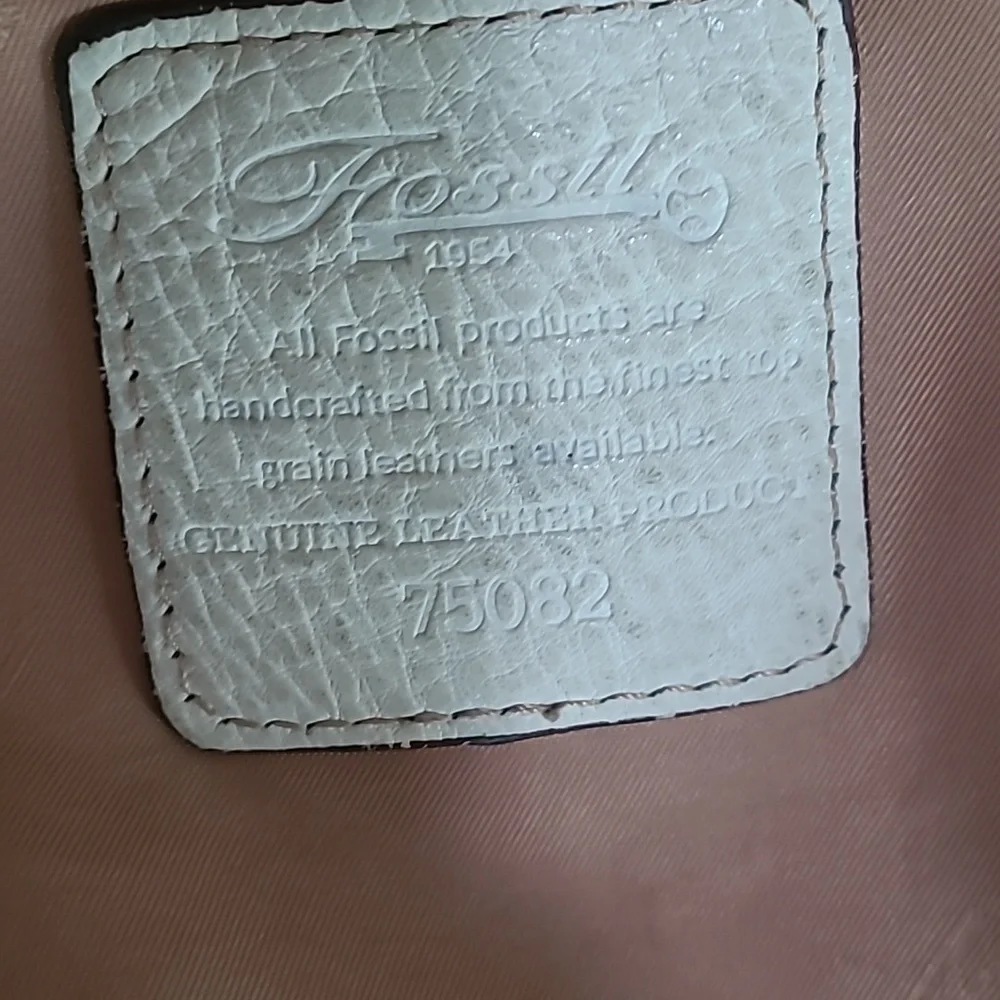 Fossil
1954
All Fossil products are
handcrafted from the finest top
grain leathers available.
GENUINE LEATHER PRODUCT
75082